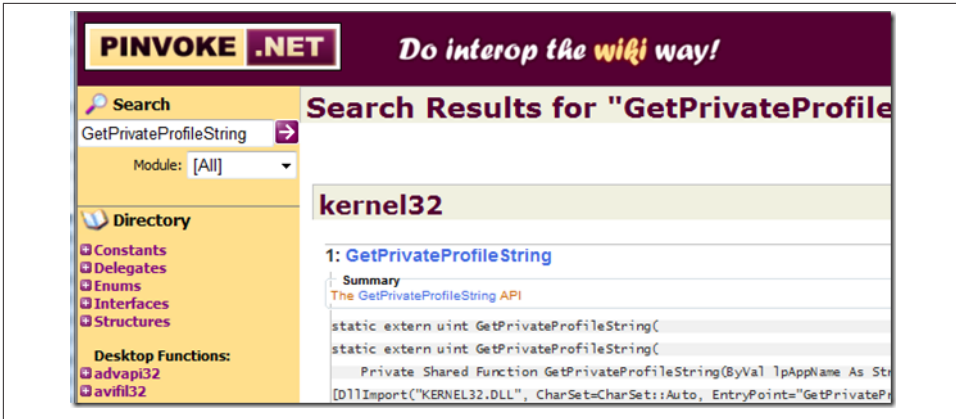 PINVOKE .NET
Do interop the wiki way!
Search
GetPrivateProfileString
Module: [All]
Directory
Constants
Delegates
Enums
Interfaces
Structures
Desktop Functions:
advapi32
avifil32
Search Results for "GetPrivateProfile
kernel32
1: GetPrivateProfileString
Summary
The GetPrivateProfileString API
static extern uint GetPrivateProfileString(
static extern uint GetPrivateProfileString(
Private Shared Function GetPrivateProfileString(ByVal lpAppName As Str
[DllImport("KERNEL32.DLL", CharSet=CharSet::Auto, EntryPoint="GetPrivatePr